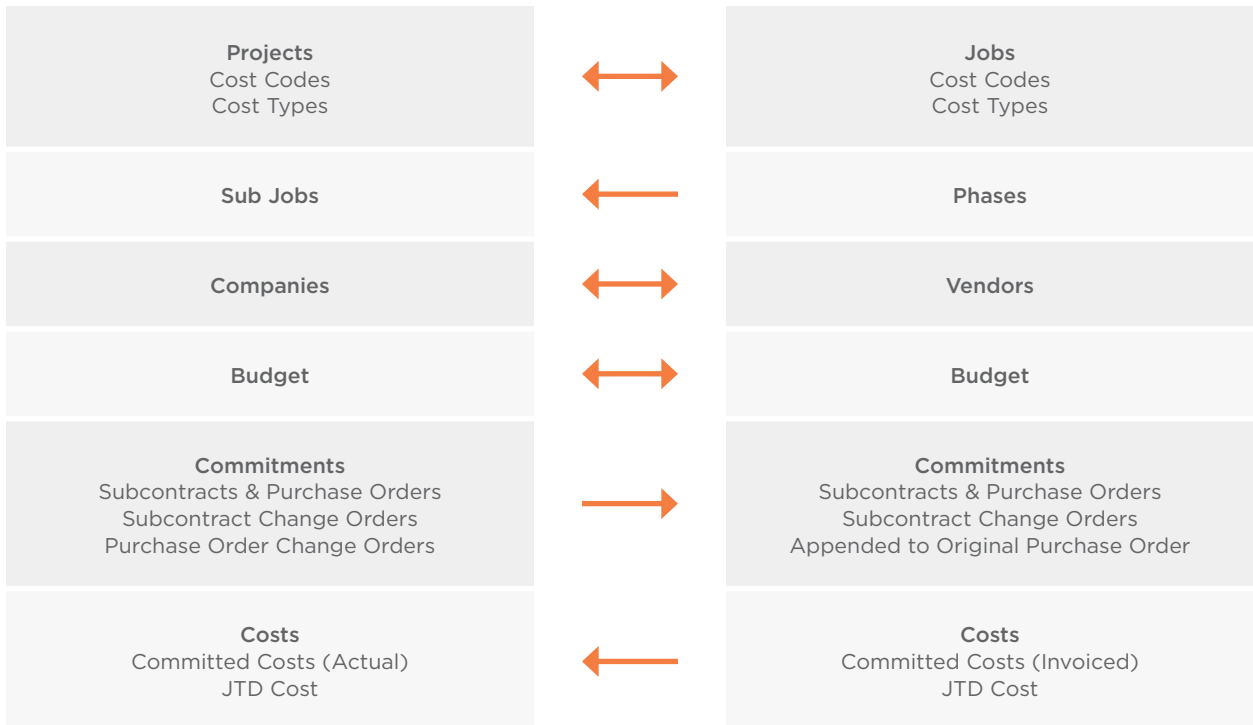 Projects
Cost Codes
Cost Types
Jobs
Cost Codes
Cost Types
Sub Jobs
Phases
Companies
Vendors
Budget
Budget
Commitments
Subcontracts & Purchase Orders
Subcontract Change Orders
Purchase Order Change Orders
Commitments
Subcontracts & Purchase Orders
Subcontract Change Orders
Appended to Original Purchase Order
Costs
Committed Costs (Actual)
JTD Cost
Costs
Committed Costs (Invoiced)
JTD Cost